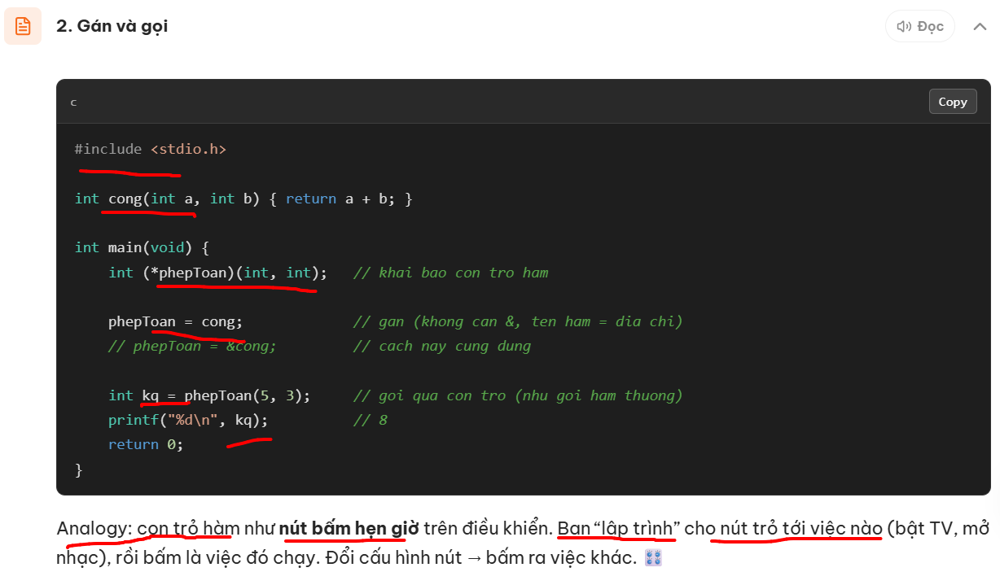 2. Gán và gọi
Đọc
c
Copy
#include <stdio.h>
int cong(int a, int b) { return a + b; }
int main(void) {
int (*phepToan)(int, int); // khai bao con tro ham
phepToan = cong; // gan (khong can &, ten ham = dia chi)
// phepToan = &cong; // cach nay cung dung
int kq = phepToan(5, 3); // goi qua con tro (nhu goi ham thuong)
printf("%d\n", kq); // 8
return 0;
}
Analogy: con trỏ hàm như nút bấm hẹn giờ trên điều khiển. Bạn “lập trình” cho nút trỏ tới việc nào (bật TV, mở
nhạc), rồi bấm là việc đó chạy. Đổi cấu hình nút → bấm ra việc khác. 🎛️